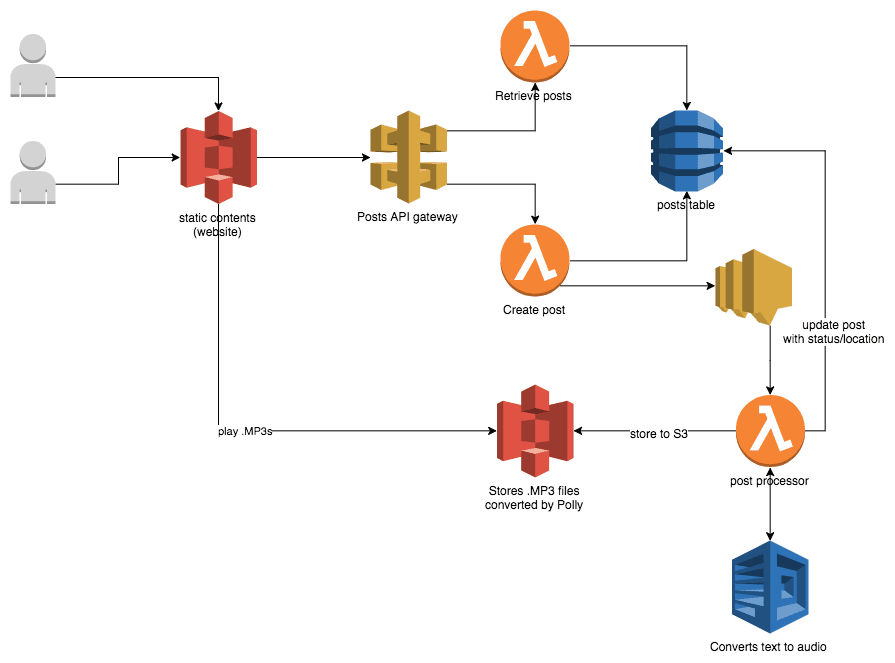 Retrieve posts
static contents
(website)
Posts API gateway
posts table
Create post
update post
with status/location
play .MP3s
store to S3
Stores .MP3 files
converted by Polly
post processor
Converts text to audio